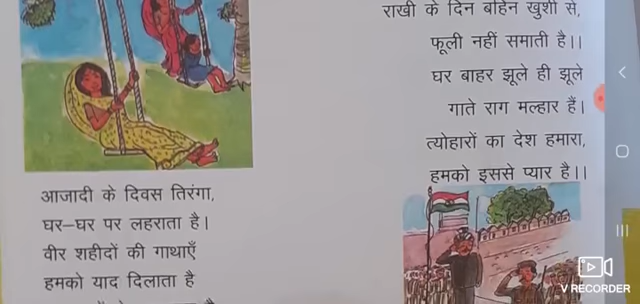 राखी के दिन बहिन खुशी से,
फूली नहीं समाती है।।
घर बाहर झूले ही झूले
गाते राग मल्हार हैं।
त्योहारों का देश हमारा,
हमको इससे प्यार है।।
आजादी के दिवस तिरंगा,
घर–घर पर लहराता है।
वीर शहीदों की गाथाएँ
हमको याद दिलाता है
V RECORDER